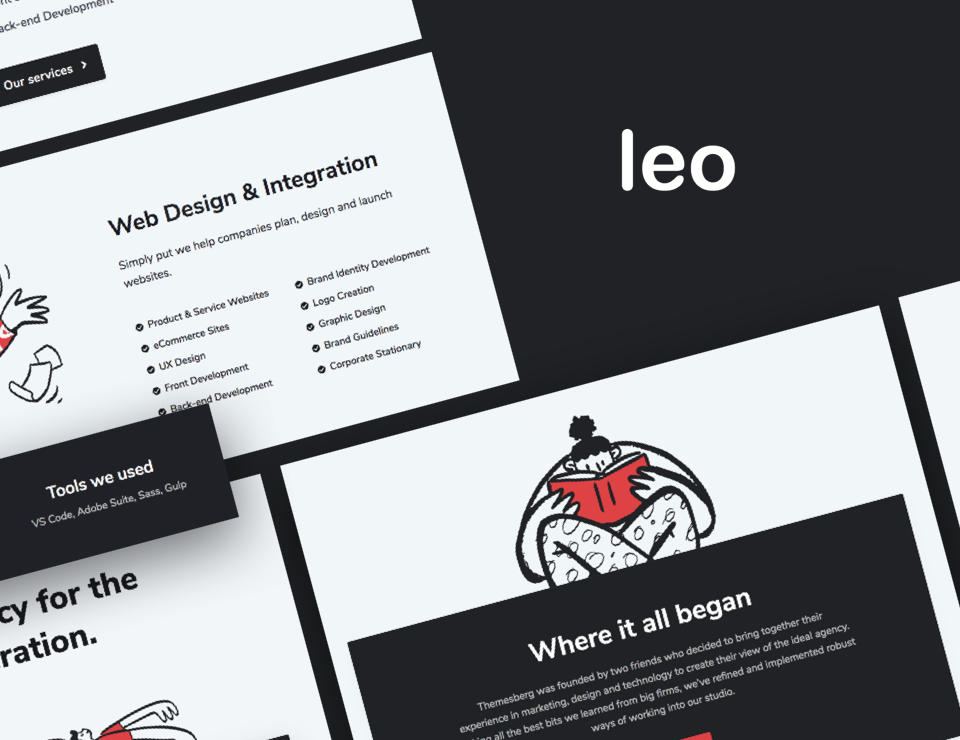 ack-end Development
Our services
leo
Web Design & Integration
Simply put we help companies plan, design and launch
websites.
Product & Service Websites
eCommerce Sites
UX Design
Front Development
Back-end Development
Brand Identity Development
Logo Creation
Graphic Design
Brand Guidelines
Corporate Stationary
Tools we used
VS Code, Adobe Suite, Sass, Gulp
cy for the
ration.
Where it all began
Themesberg was founded by two friends who decided to bring together their
experience in marketing, design and technology to create their view of the ideal agency.
ing all the best bits we learned from big firms, we've refined and implemented robust
ways of working into our studio.